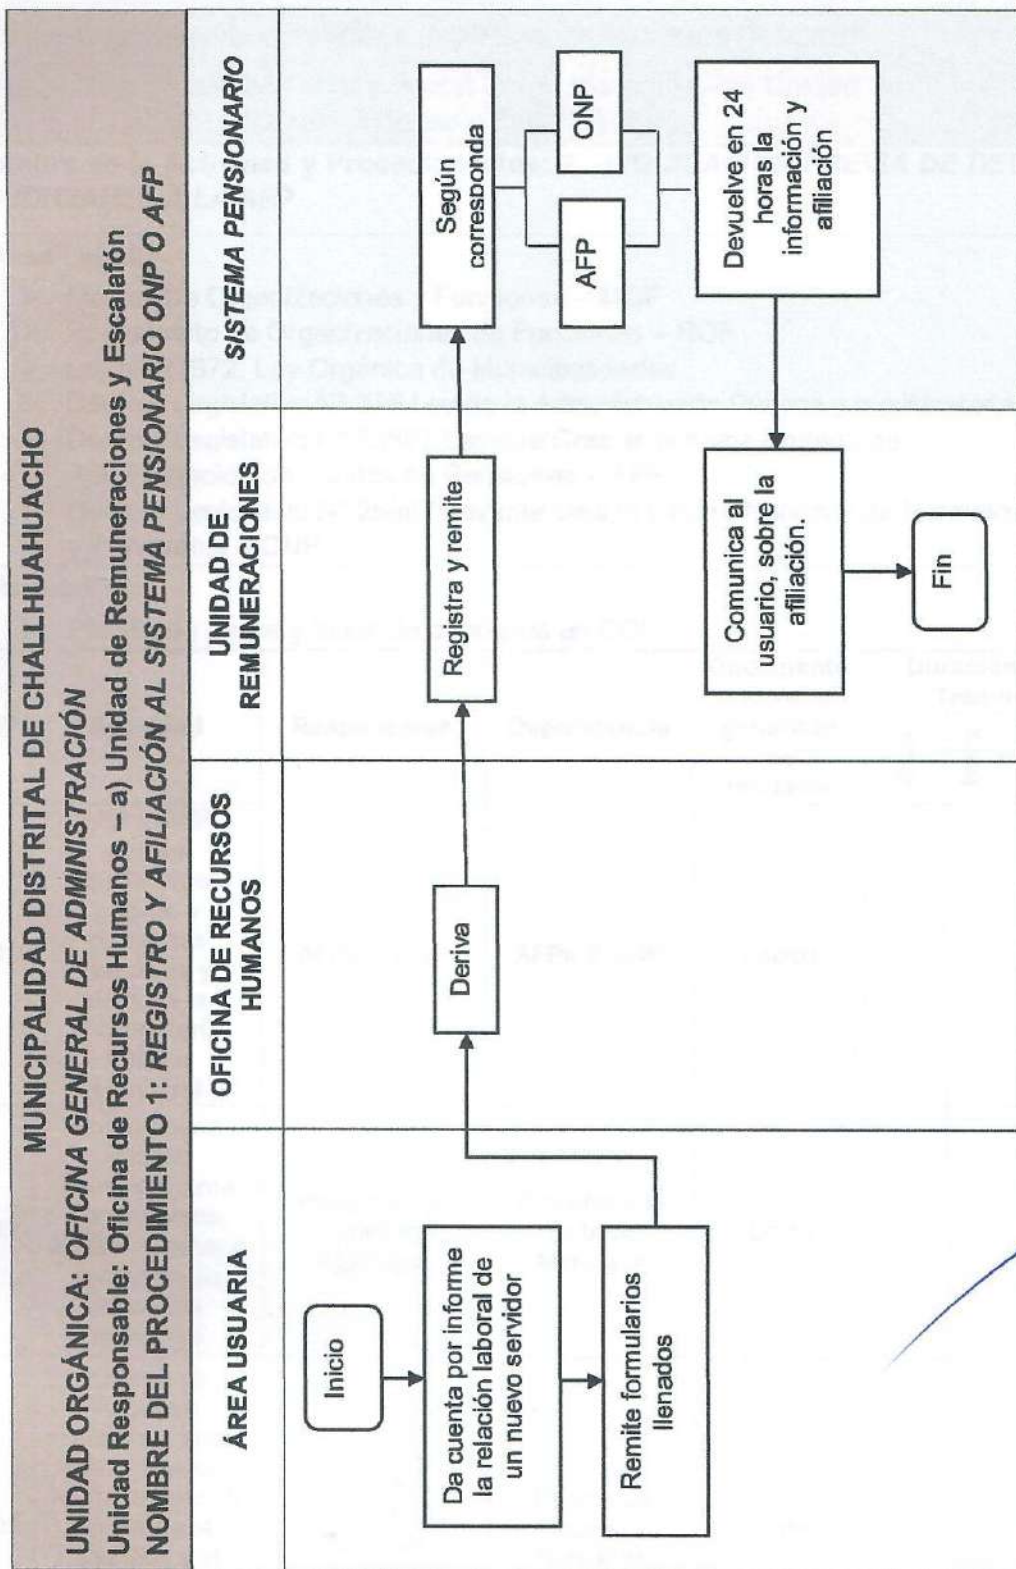 MUNICIPALIDAD DISTRITAL DE CHALLHUAHUACHO
UNIDAD ORGÁNICA: OFICINA GENERAL DE ADMINISTRACIÓN
Unidad Responsable: Oficina de Recursos Humanos – a) Unidad de Remuneraciones y Escalafón
NOMBRE DEL PROCEDIMIENTO 1: REGISTRO Y AFILIACIÓN AL SISTEMA PENSIONARIO ONP O AFP
ÁREA USUARIA
OFICINA DE RECURSOS
HUMANOS
UNIDAD DE
REMUNERACIONES
SISTEMA PENSIONARIO
Inicio
Da cuenta por informe
la relación laboral de
un nuevo servidor
Remite formularios
llenados
Deriva
Registra y remite
Según
corresbonda
AFP
ONP
Devuelve en 24
horas la
información y
afiliación
Comunica al
usuario, sobre la
afiliación.
Fin